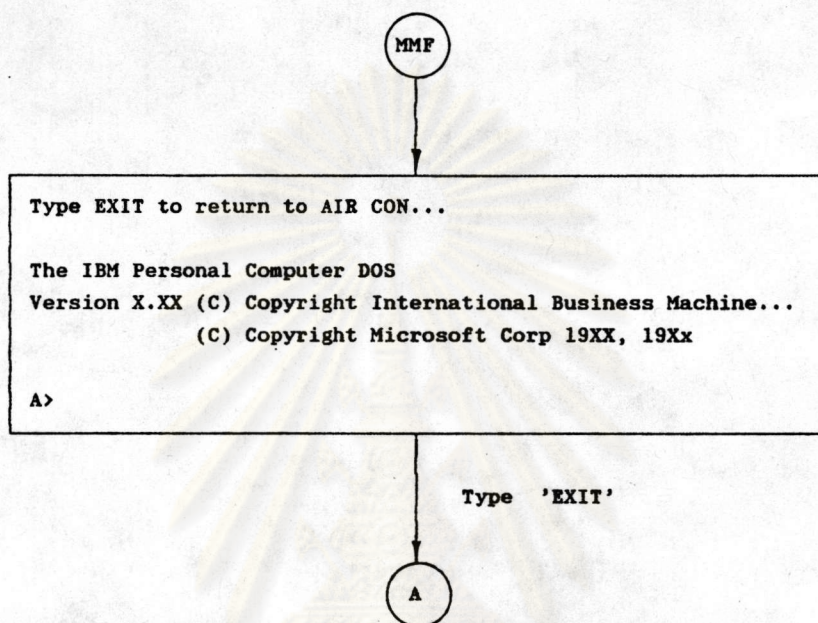 MMF
Type EXIT to return to AIR CON...
The IBM Personal Computer DOS
Version X.XX (C) Copyright International Business Machine...
(C) Copyright Microsoft Corp 19XX, 19Xx
A>
Type 'EXIT'
A